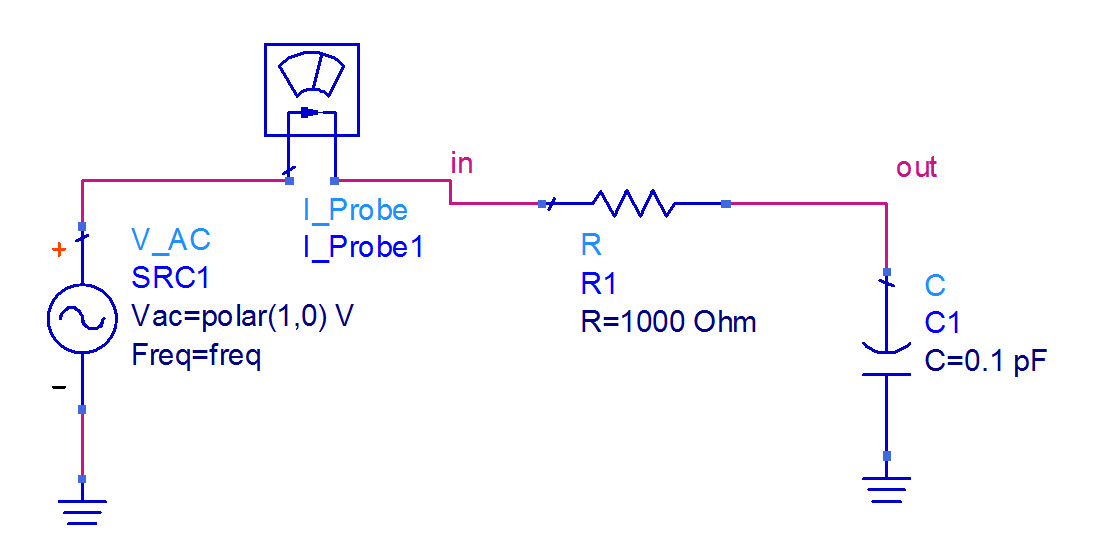 in
out
I_Probe
I_Probe1
+
V_AC
SRC1
Vac=polar(1,0) V
Freq=freq
−
R
R1
R=1000 Ohm
C
C1
C=0.1 pF